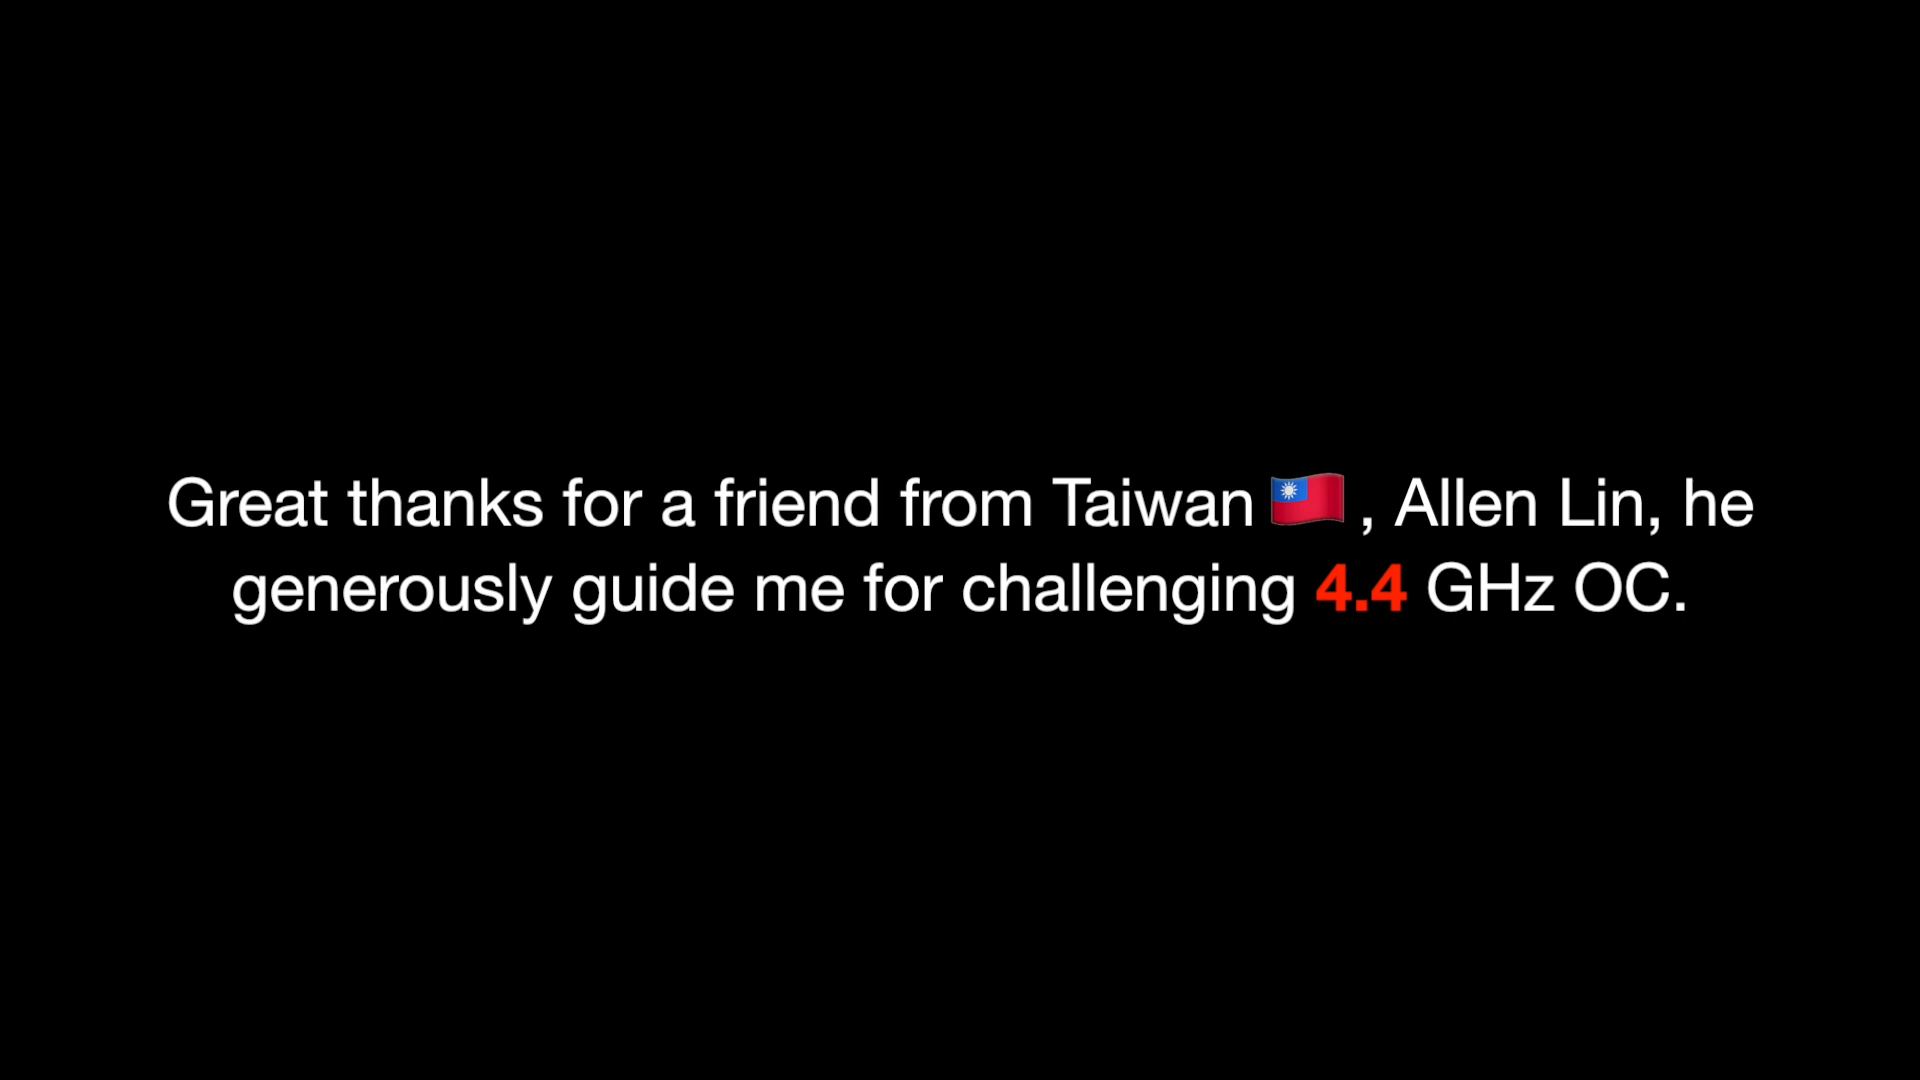 Great thanks for a friend from Taiwan 🇹🇼 , Allen Lin, he
generously guide me for challenging 4.4 GHz OC.